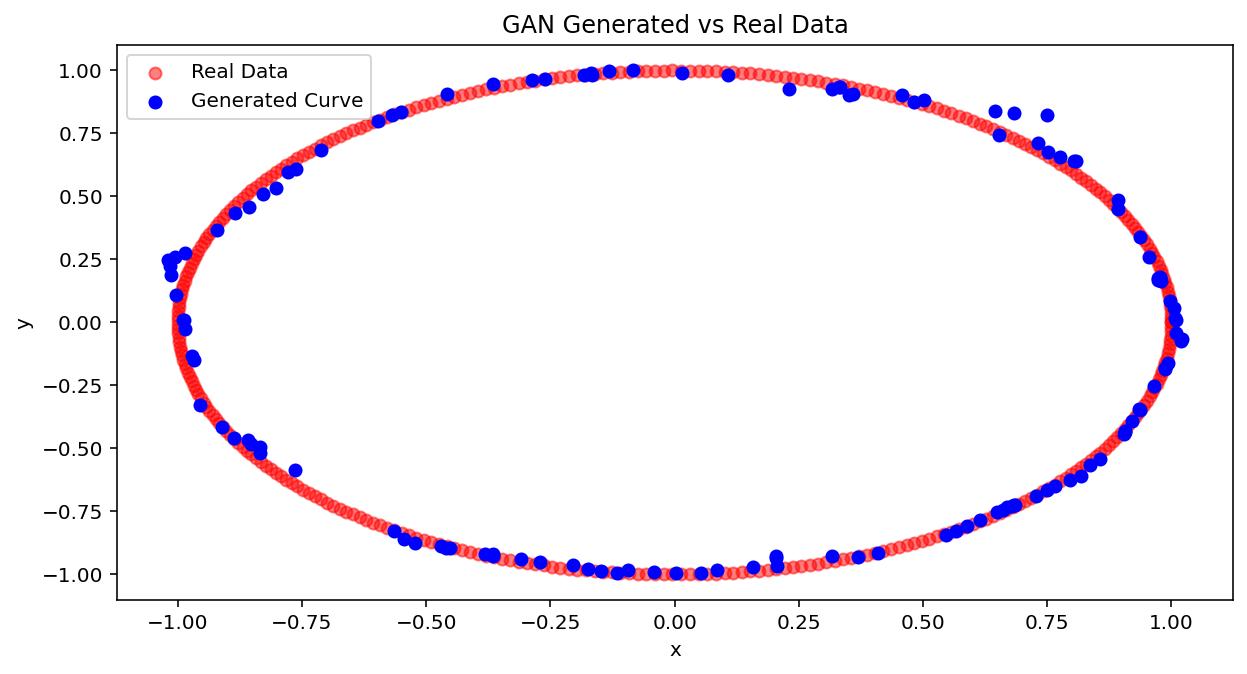 GAN Generated vs Real Data
Real Data
Generated Curve
y
1.00
0.75
0.50
0.25
0.00
−0.25
−0.50
−0.75
−1.00
−1.00 −0.75 −0.50 −0.25 0.00 0.25 0.50 0.75 1.00
x